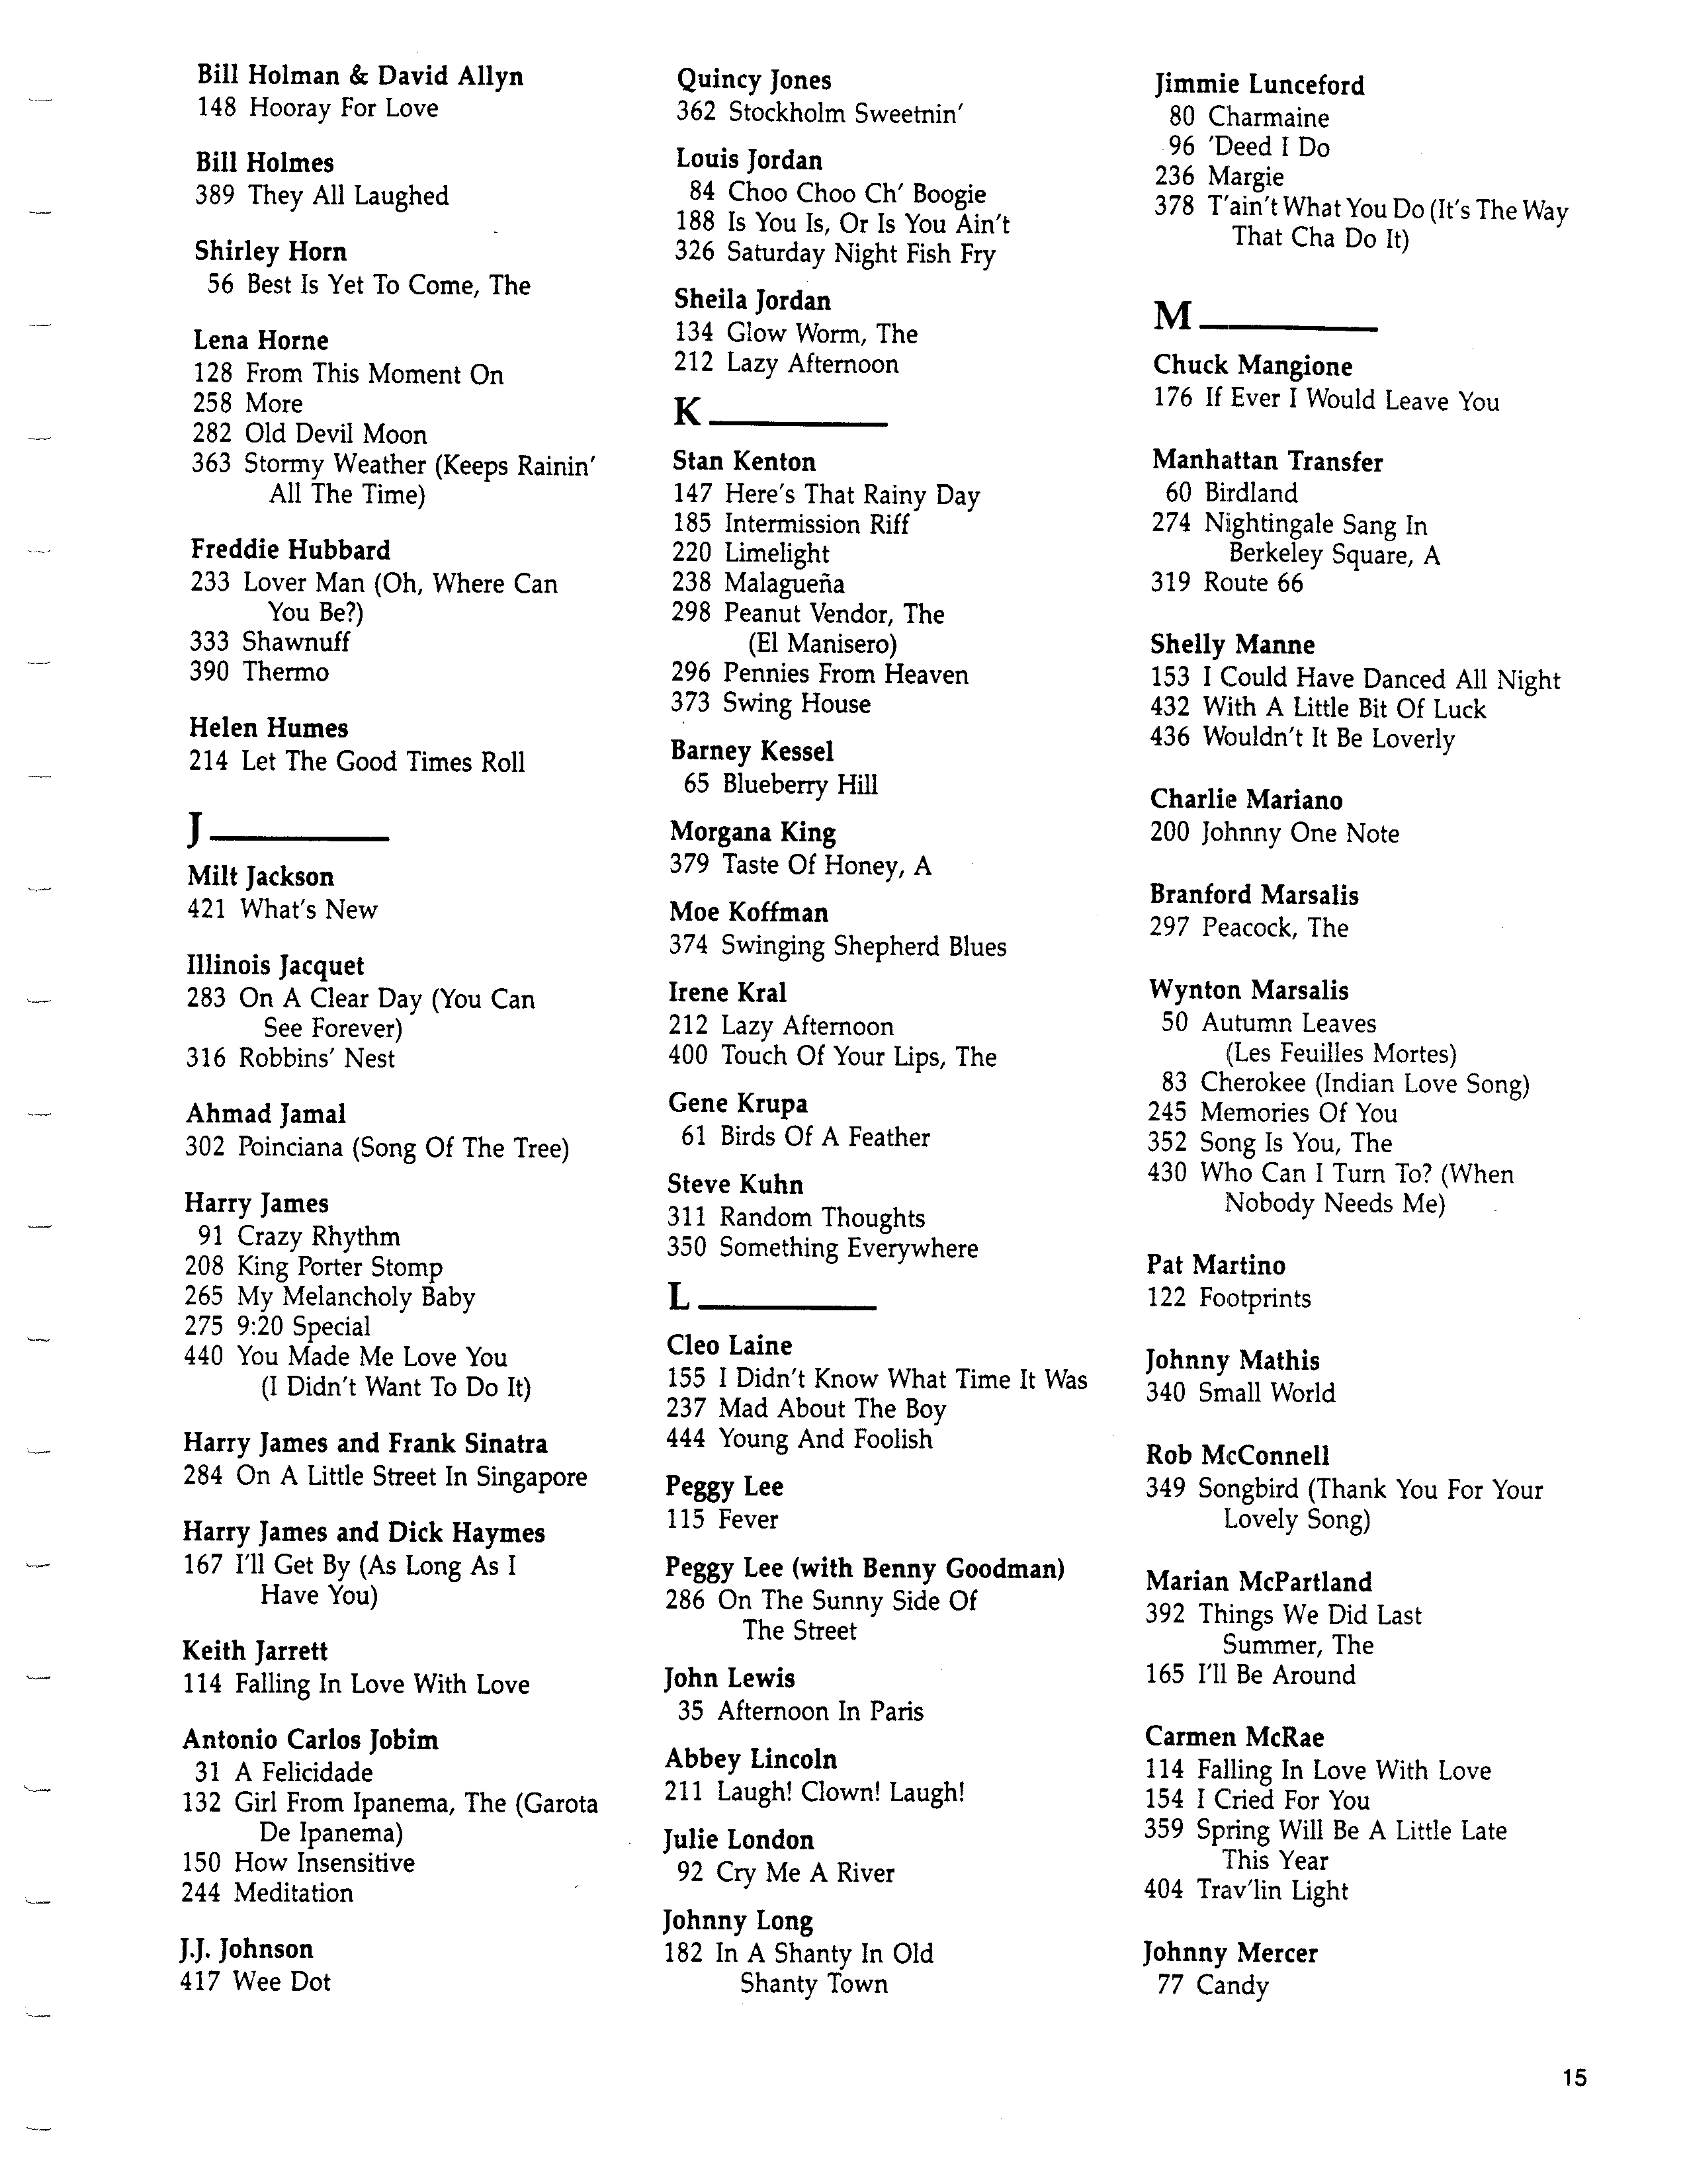 Bill Holman & David Allyn
148 Hooray For Love
Bill Holmes
389 They All Laughed
Shirley Horn
56 Best Is Yet To Come, The
Lena Horne
128 From This Moment On
258 More
282 Old Devil Moon
363 Stormy Weather (Keeps Rainin'
All The Time)
Freddie Hubbard
233 Lover Man (Oh, Where Can
You Be?)
333 Shawnuff
390 Thermo
Helen Humes
214 Let The Good Times Roll
J
Milt Jackson
421 What's New
Illinois Jacquet
283 On A Clear Day (You Can
See Forever)
316 Robbins' Nest
Ahmad Jamal
302 Poinciana (Song Of The Tree)
Harry James
91 Crazy Rhythm
208 King Porter Stomp
265 My Melancholy Baby
275 9:20 Special
440 You Made Me Love You
(I Didn't Want To Do It)
Harry James and Frank Sinatra
284 On A Little Street In Singapore
Harry James and Dick Haymes
167 I'll Get By (As Long As I
Have You)
Keith Jarrett
114 Falling In Love With Love
Antonio Carlos Jobim
31 A Felicidade
132 Girl From Ipanema, The (Garota
De Ipanema)
150 How Insensitive
244 Meditation
J.J. Johnson
417 Wee Dot
Quincy Jones
362 Stockholm Sweetnin'
Louis Jordan
84 Choo Choo Ch' Boogie
188 Is You Is, Or Is You Ain't
326 Saturday Night Fish Fry
Sheila Jordan
134 Glow Worm, The
212 Lazy Afternoon
K
Stan Kenton
147 Here's That Rainy Day
185 Intermission Riff
220 Limelight
238 Malagueña
298 Peanut Vendor, The
(El Manisero)
296 Pennies From Heaven
373 Swing House
Barney Kessel
65 Blueberry Hill
Morgana King
379 Taste Of Honey, A
Moe Koffman
374 Swinging Shepherd Blues
Irene Kral
212 Lazy Afternoon
400 Touch Of Your Lips, The
Gene Krupa
61 Birds Of A Feather
Steve Kuhn
311 Random Thoughts
350 Something Everywhere
L
Cleo Laine
155 I Didn't Know What Time It Was
237 Mad About The Boy
444 Young And Foolish
Peggy Lee
115 Fever
Peggy Lee (with Benny Goodman)
286 On The Sunny Side Of
The Street
John Lewis
35 Afternoon In Paris
Abbey Lincoln
211 Laugh! Clown! Laugh!
Julie London
92 Cry Me A River
Johnny Long
182 In A Shanty In Old
Shanty Town
Jimmie Lunceford
80 Charmaine
96 'Deed I Do
236 Margie
378 T'ain't What You Do (It's The Way
That Cha Do It)
M
Chuck Mangione
176 If Ever I Would Leave You
Manhattan Transfer
60 Birdland
274 Nightingale Sang In
Berkeley Square, A
319 Route 66
Shelly Manne
153 I Could Have Danced All Night
432 With A Little Bit Of Luck
436 Wouldn't It Be Loverly
Charlie Mariano
200 Johnny One Note
Branford Marsalis
297 Peacock, The
Wynton Marsalis
50 Autumn Leaves
(Les Feuilles Mortes)
83 Cherokee (Indian Love Song)
245 Memories Of You
352 Song Is You, The
430 Who Can I Turn To? (When
Nobody Needs Me)
Pat Martino
122 Footprints
Johnny Mathis
340 Small World
Rob McConnell
349 Songbird (Thank You For Your
Lovely Song)
Marian McPartland
392 Things We Did Last
Summer, The
165 I'll Be Around
Carmen McRae
114 Falling In Love With Love
154 I Cried For You
359 Spring Will Be A Little Late
This Year
404 Trav'lin Light
Johnny Mercer
77 Candy
15